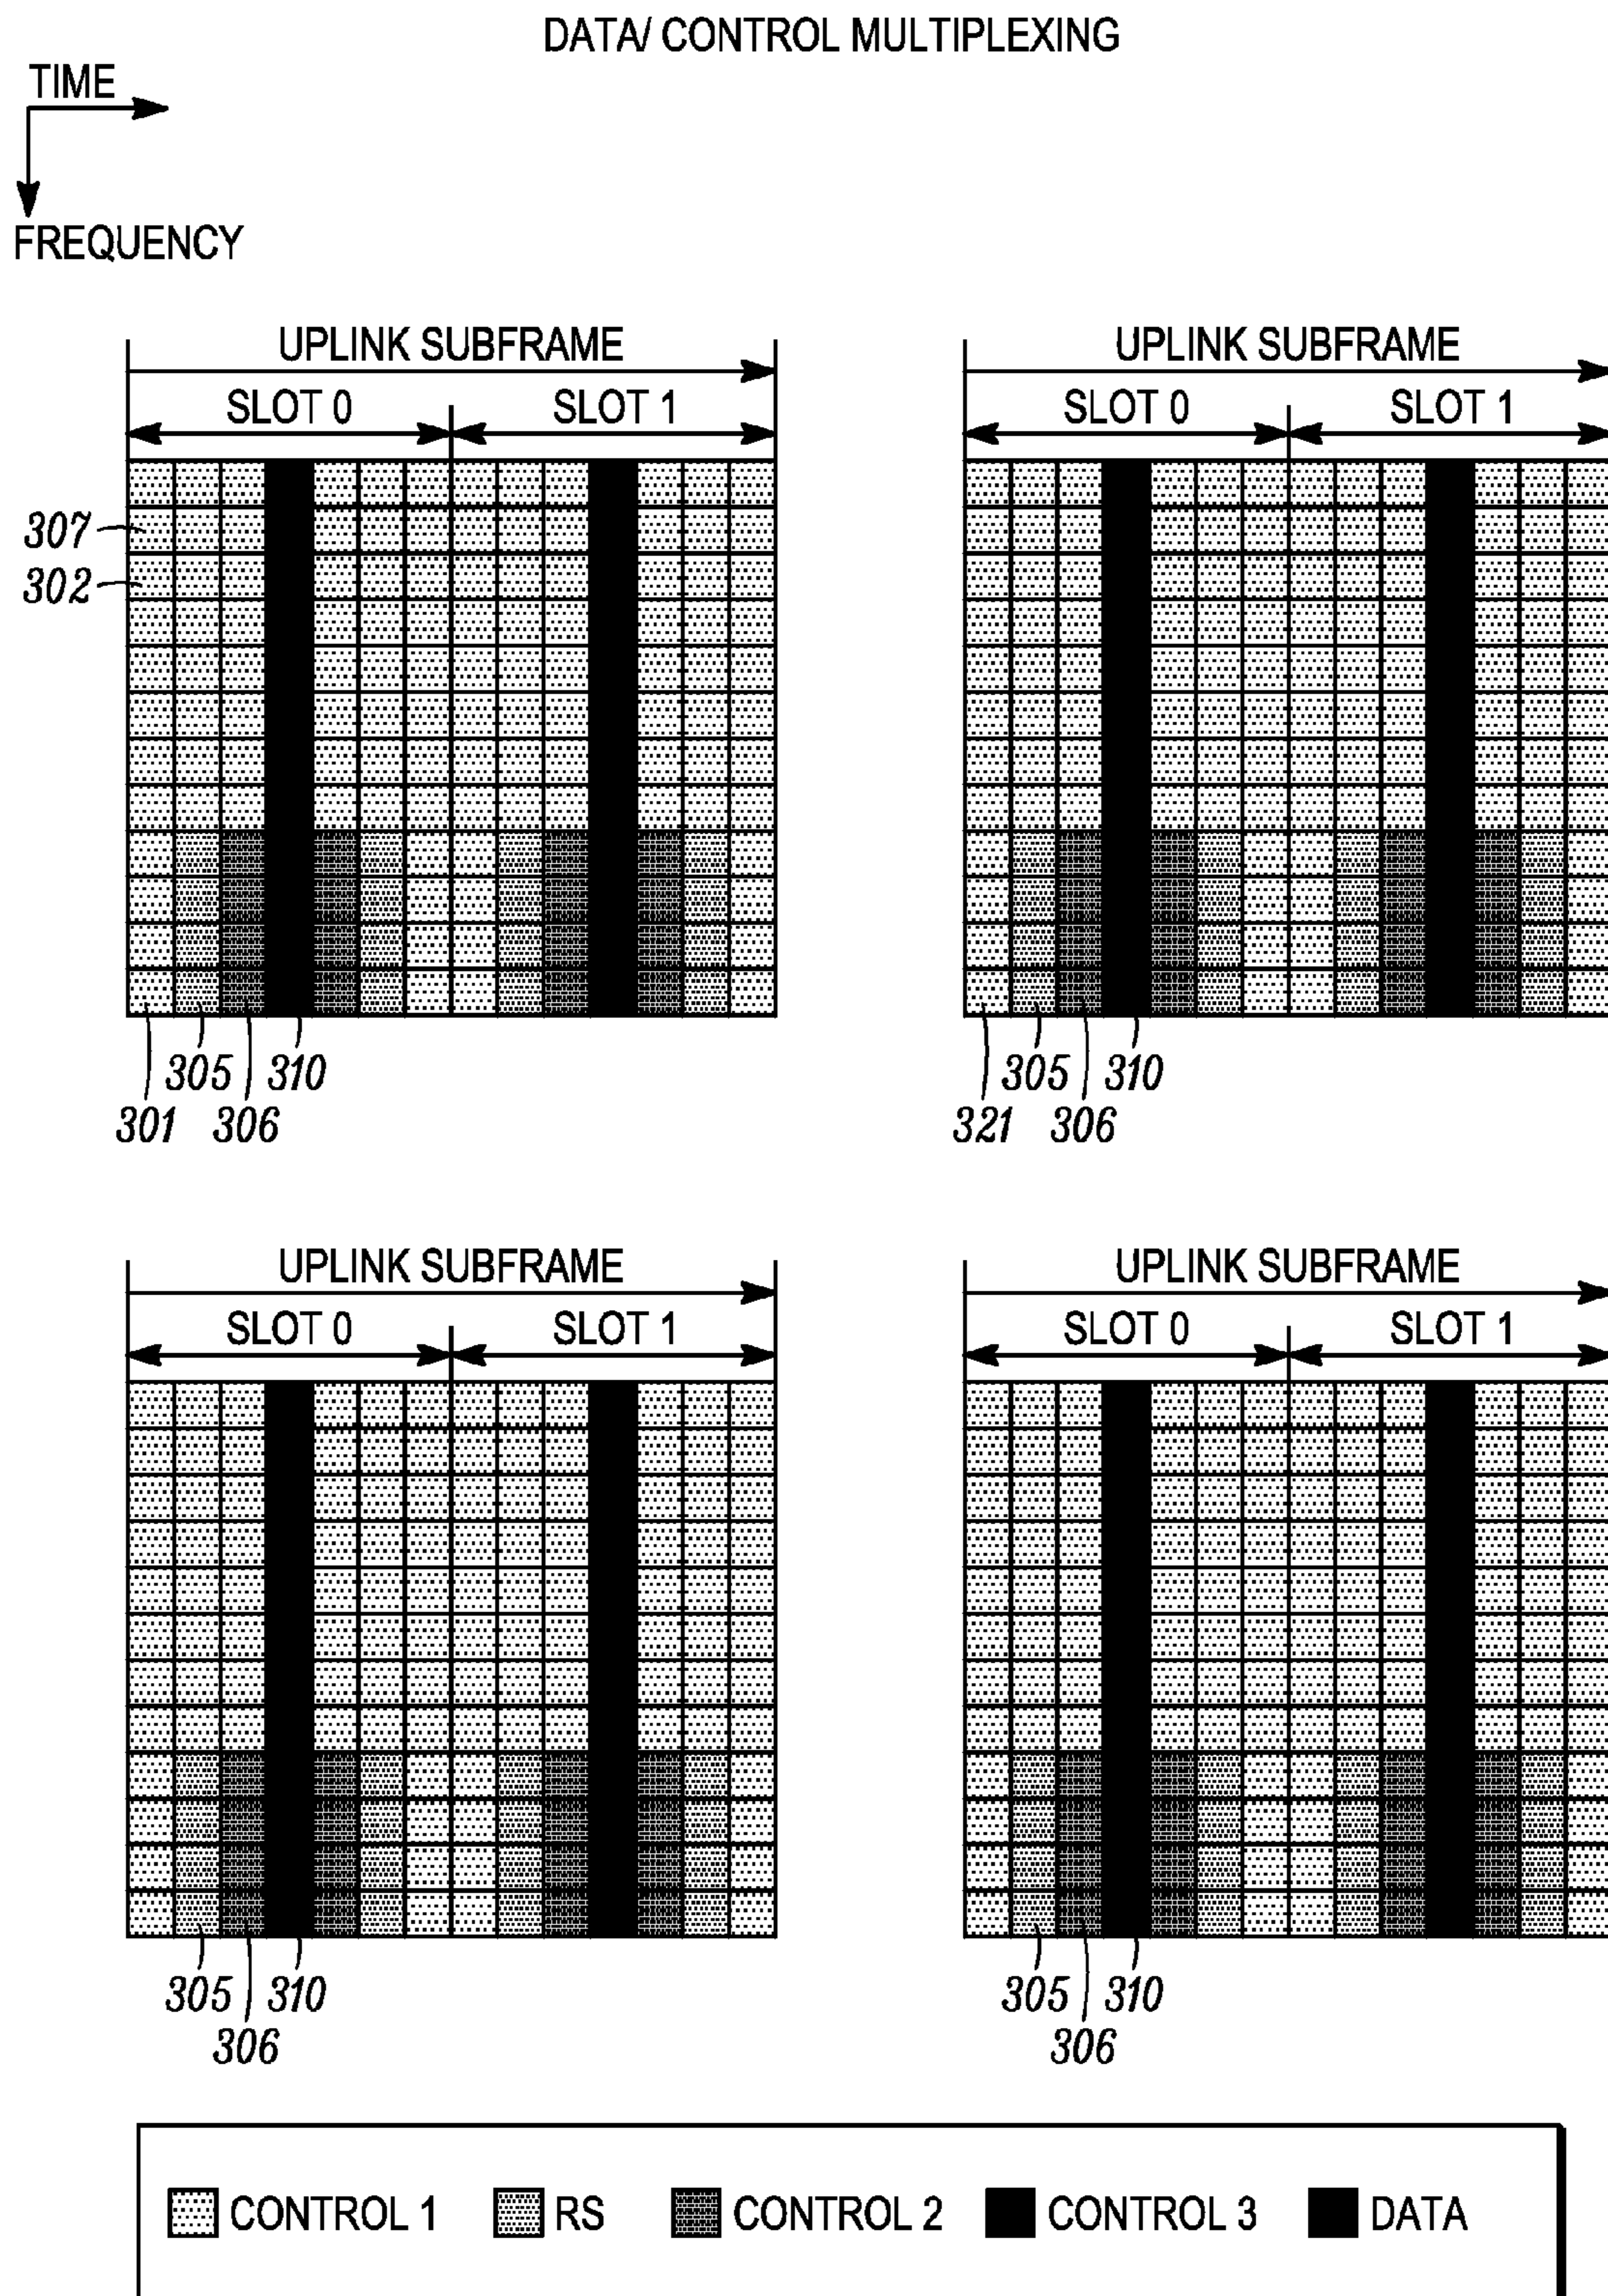 DATA/ CONTROL MULTIPLEXING
TIME
FREQUENCY
UPLINK SUBFRAME
SLOT 0 SLOT 1
307
302
305 310
301 306
UPLINK SUBFRAME
SLOT 0 SLOT 1
305 310
321 306
UPLINK SUBFRAME
SLOT 0 SLOT 1
305 310
306
UPLINK SUBFRAME
SLOT 0 SLOT 1
305 310
306
CONTROL 1 RS CONTROL 2 CONTROL 3 DATA